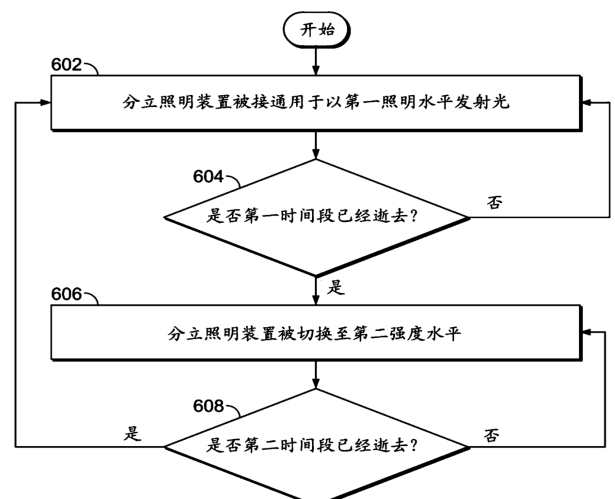 开始
602
分立照明装置被接通用于以第一照明水平发射光
604
是否第一时间段已经逝去?
否
是
606
分立照明装置被切换至第二强度水平
608
是
是否第二时间段已经逝去?
否